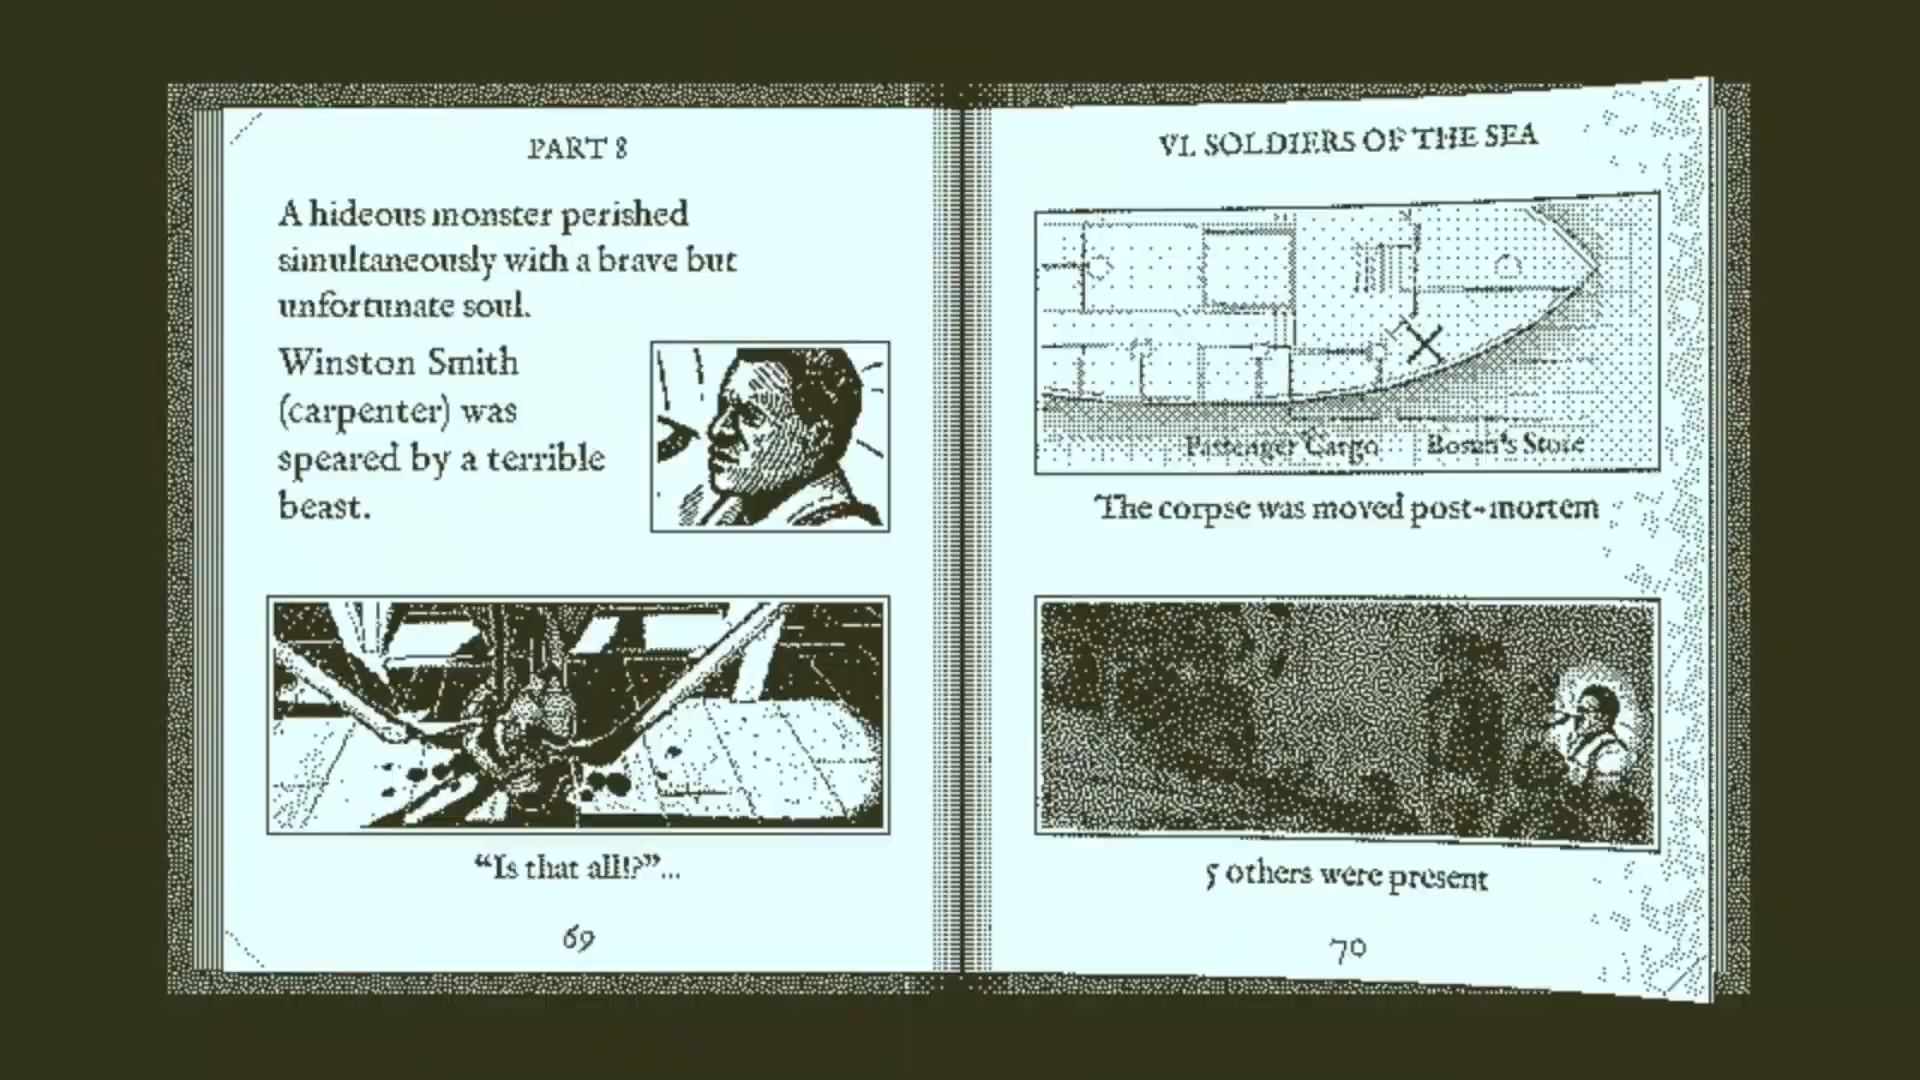 PART 8
A hideous monster perished
simultaneously with a brave but
unfortunate soul.
Winston Smith
(carpenter) was
speared by a terrible
beast.
“Is that all!?”...
69
VI. SOLDIERS OF THE SEA
Passenger Cargo
Bosun's Store
The corpse was moved post-mortem
5 others were present
70